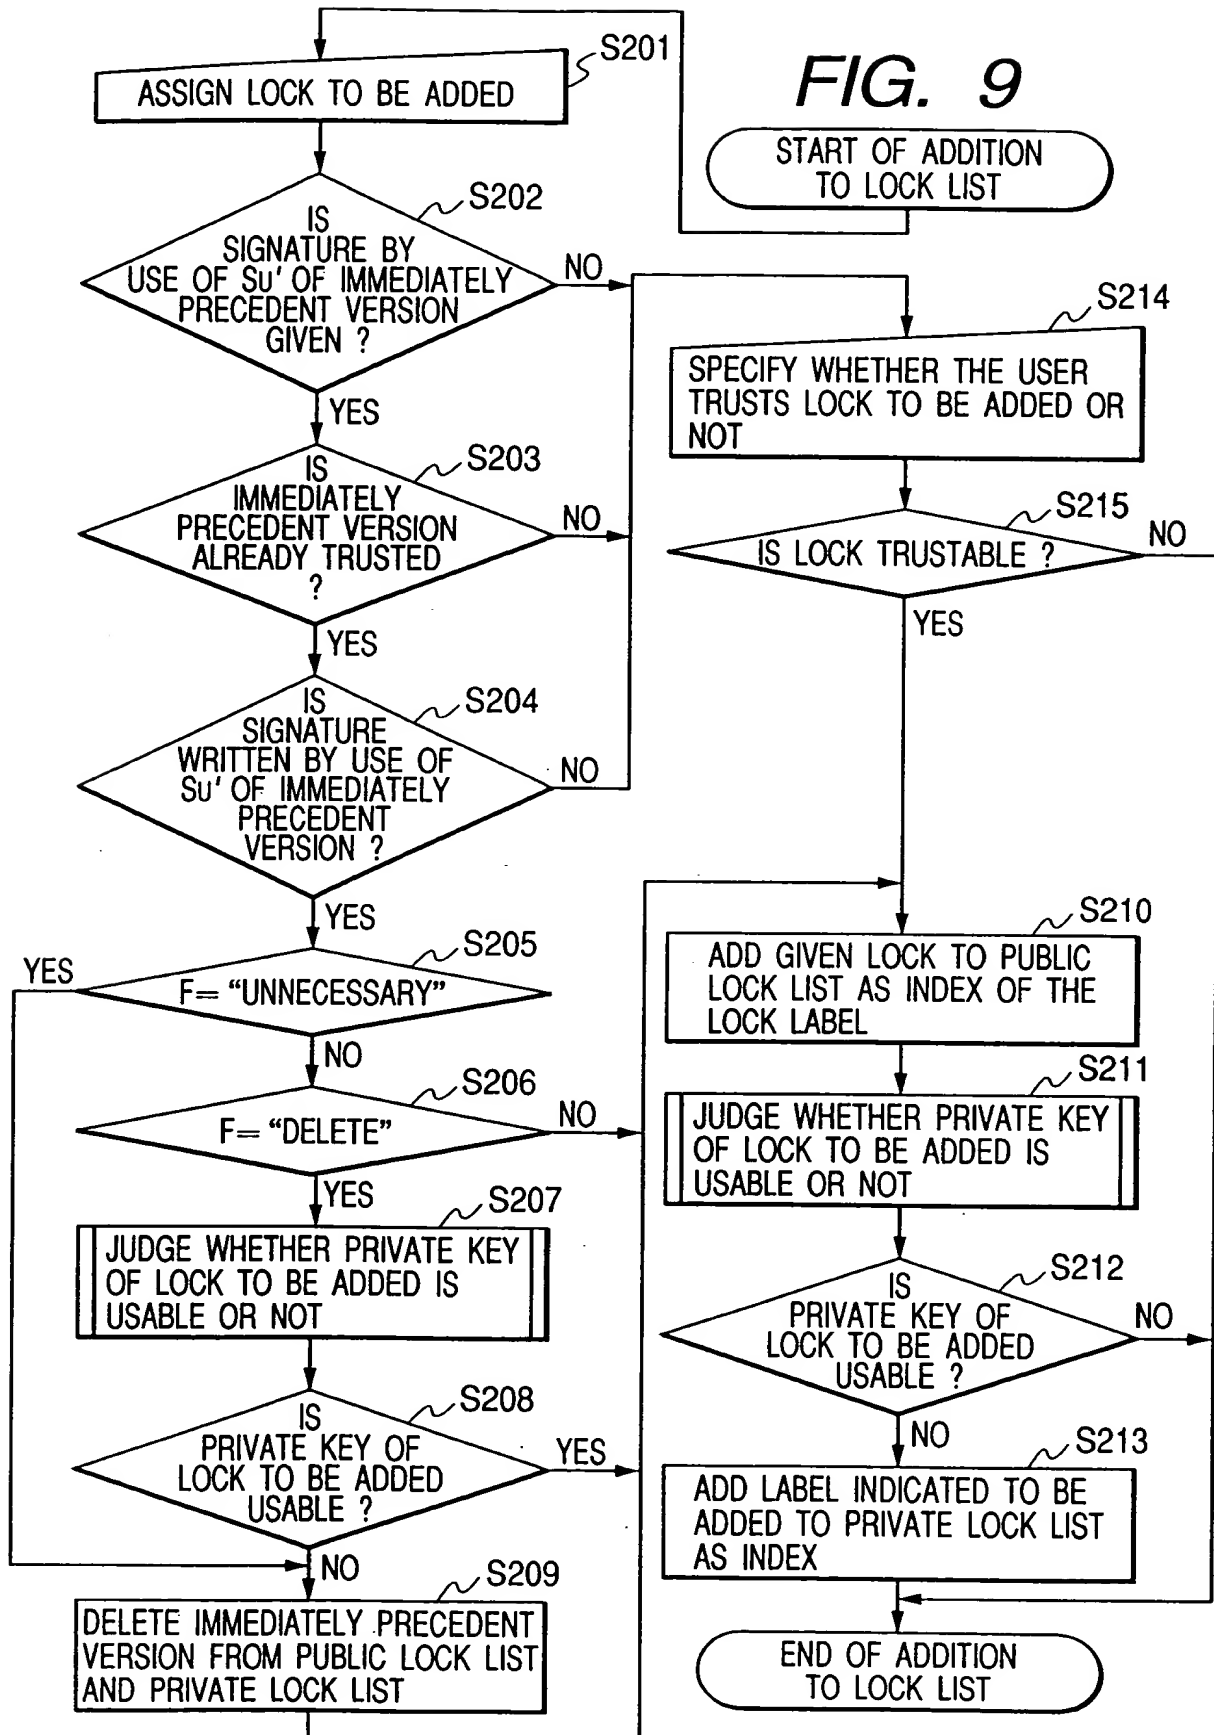 FIG. 9
START OF ADDITION
TO LOCK LIST
S201
ASSIGN LOCK TO BE ADDED
S202
IS
SIGNATURE BY
USE OF Su' OF IMMEDIATELY
PRECEDENT VERSION
GIVEN ?
NO
YES
S203
IS
IMMEDIATELY
PRECEDENT VERSION
ALREADY TRUSTED
?
NO
YES
S204
IS
SIGNATURE
WRITTEN BY USE OF
Su' OF IMMEDIATELY
PRECEDENT
VERSION ?
NO
YES
S205
YES
F= “UNNECESSARY”
NO
S206
F= “DELETE”
NO
YES
S207
JUDGE WHETHER PRIVATE KEY
OF LOCK TO BE ADDED IS
USABLE OR NOT
S208
IS
PRIVATE KEY OF
LOCK TO BE ADDED
USABLE ?
YES
NO
S209
DELETE IMMEDIATELY PRECEDENT
VERSION FROM PUBLIC LOCK LIST
AND PRIVATE LOCK LIST
S214
SPECIFY WHETHER THE USER
TRUSTS LOCK TO BE ADDED OR
NOT
S215
IS LOCK TRUSTABLE ?
NO
YES
S210
ADD GIVEN LOCK TO PUBLIC
LOCK LIST AS INDEX OF THE
LOCK LABEL
S211
JUDGE WHETHER PRIVATE KEY
OF LOCK TO BE ADDED IS
USABLE OR NOT
S212
IS
PRIVATE KEY OF
LOCK TO BE ADDED
USABLE ?
NO
NO
S213
ADD LABEL INDICATED TO BE
ADDED TO PRIVATE LOCK LIST
AS INDEX
END OF ADDITION
TO LOCK LIST